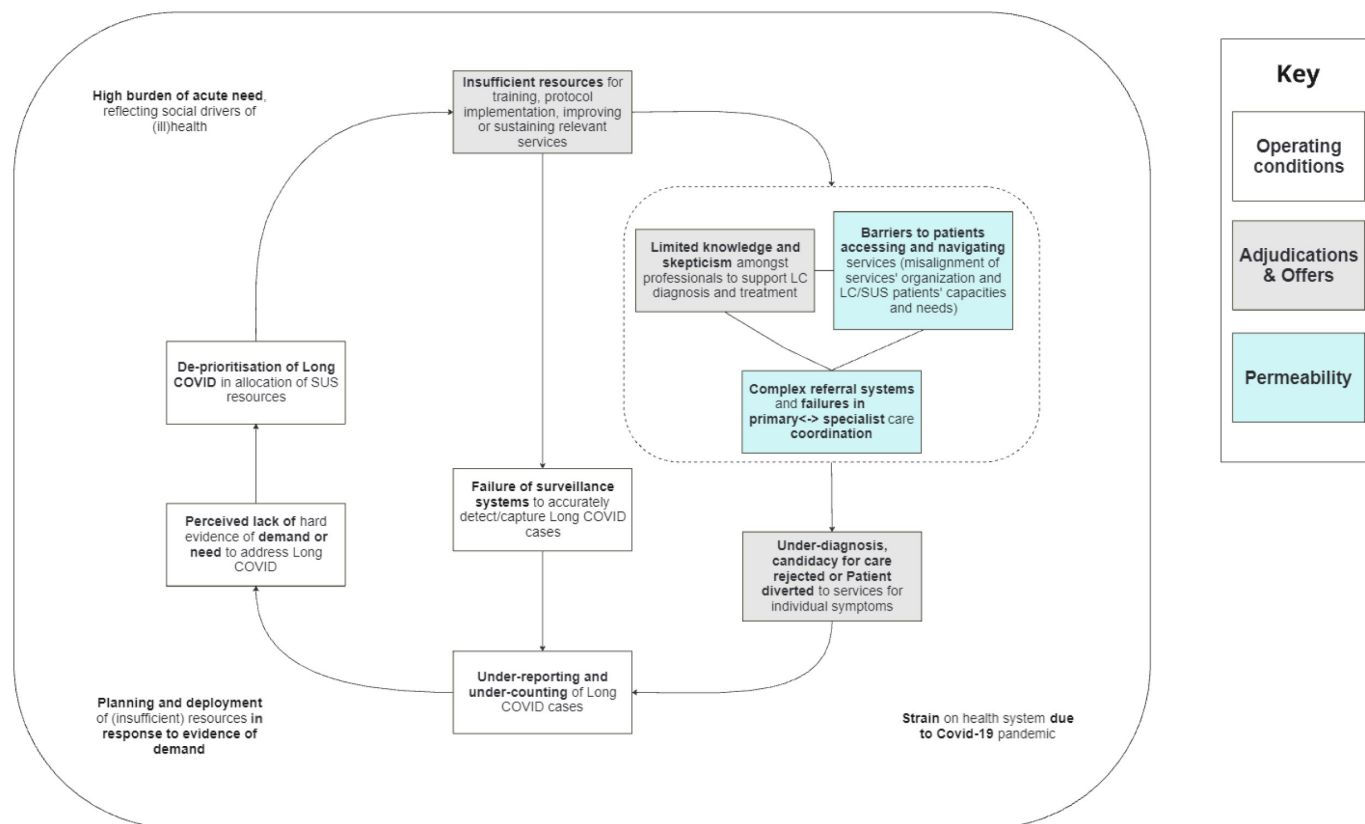 High burden of acute need,
reflecting social drivers of
(ill)health
Insufficient resources for
training, protocol
implementation, improving
or sustaining relevant
services
Limited knowledge and
skepticism amongst
professionals to support LC
diagnosis and treatment
Barriers to patients
accessing and navigating
services (misalignment of
services' organization and
LC/SUS patients' capacities
and needs)
Complex referral systems
and failures in
primary<-> specialist care
coordination
De-prioritisation of Long
COVID in allocation of SUS
resources
Perceived lack of hard
evidence of demand or
need to address Long
COVID
Failure of surveillance
systems to accurately
detect/capture Long COVID
cases
Under-diagnosis,
candidacy for care
rejected or Patient
diverted to services for
individual symptoms
Under-reporting and
under-counting of Long
COVID cases
Planning and deployment
of (insufficient) resources in
response to evidence of
demand
Strain on health system due
to Covid-19 pandemic
Key
Operating
conditions
Adjudications
& Offers
Permeability